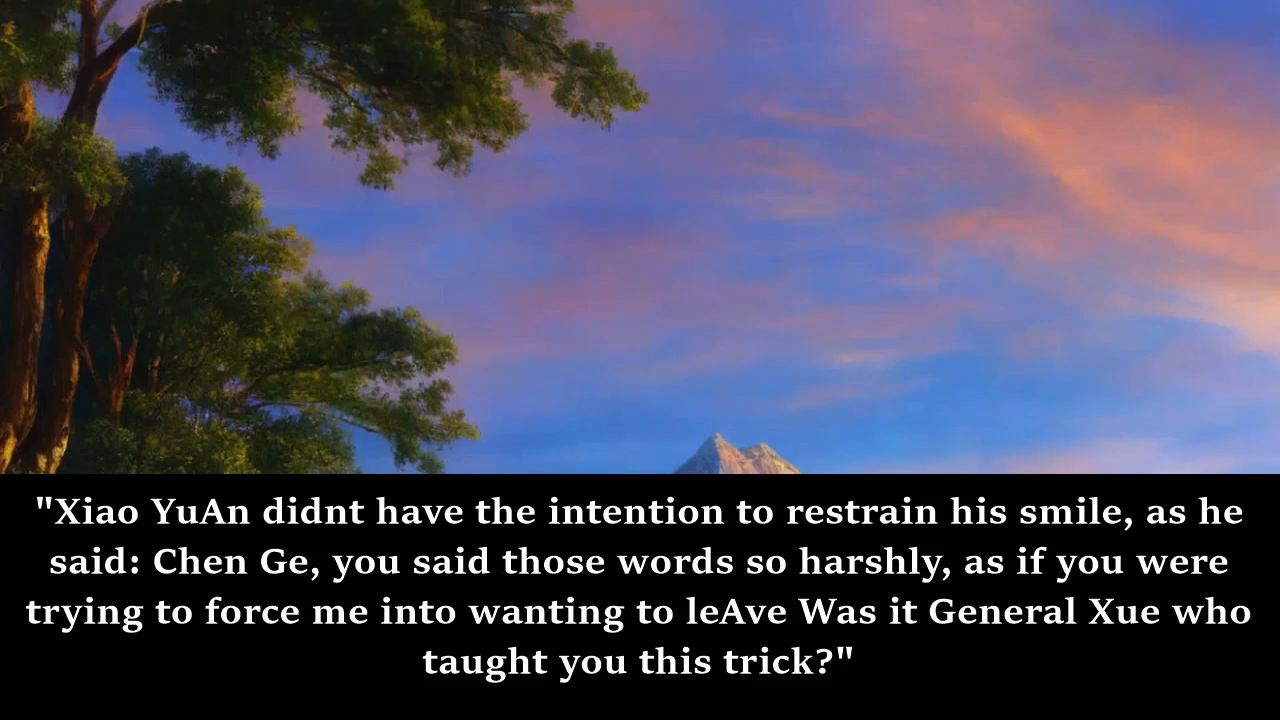 "Xiao YuAn didnt have the intention to restrain his smile, as he
said: Chen Ge, you said those words so harshly, as if you were
trying to force me into wanting to leAve Was it General Xue who
taught you this trick?"